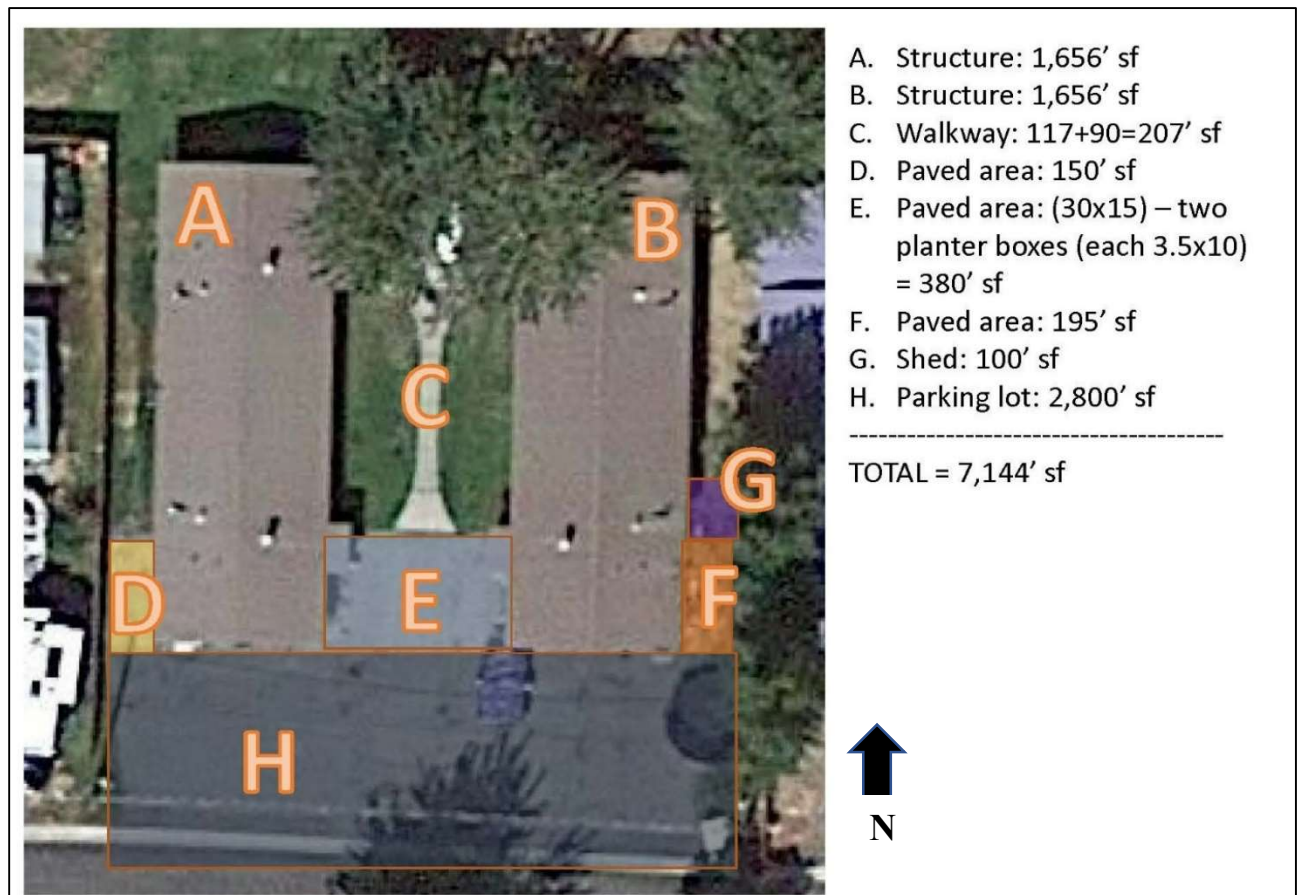 A
B
C
D
E
F
G
H
A. Structure: 1,656’ sf
B. Structure: 1,656’ sf
C. Walkway: 117+90=207’ sf
D. Paved area: 150’ sf
E. Paved area: (30x15) – two
planter boxes (each 3.5x10)
= 380’ sf
F. Paved area: 195’ sf
G. Shed: 100’ sf
H. Parking lot: 2,800’ sf
---------------------------------------
TOTAL = 7,144’ sf
N